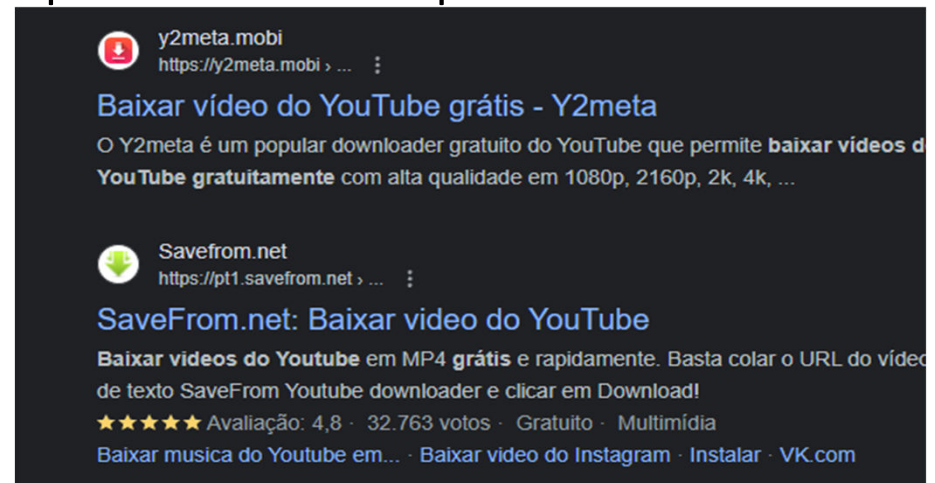 y2meta.mobi
https://y2meta.mobi › ...
Baixar vídeo do YouTube grátis - Y2meta
O Y2meta é um popular downloader gratuito do YouTube que permite baixar vídeos d
YouTube gratuitamente com alta qualidade em 1080p, 2160p, 2k, 4k, ...
Savefrom.net
https://pt1.savefrom.net › ...
SaveFrom.net: Baixar video do YouTube
Baixar videos do Youtube em MP4 grátis e rapidamente. Basta colar o URL do vídeo
de texto SaveFrom Youtube downloader e clicar em Download!
Avaliação: 4,8 · 32.763 votos · Gratuito · Multimídia
Baixar musica do Youtube em... · Baixar video do Instagram · Instalar · VK.com